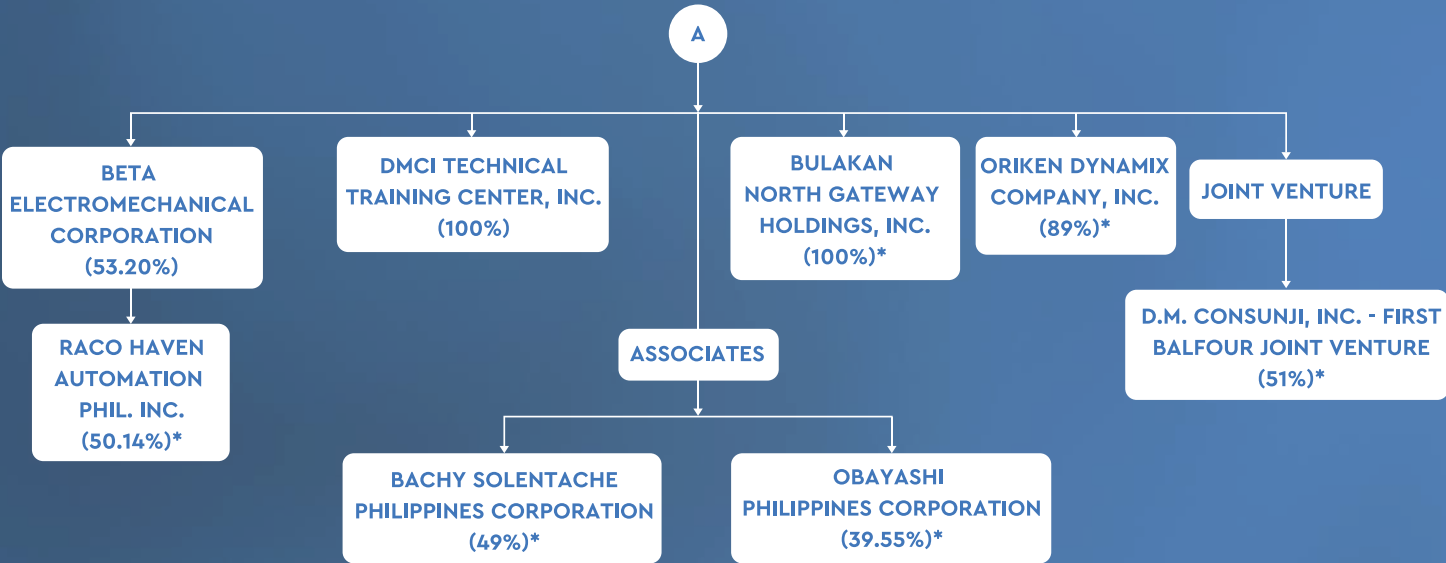 A
BETA
ELECTROMECHANICAL
CORPORATION
(53.20%)
RACO HAVEN
AUTOMATION
PHIL. INC.
(50.14%)*
DMCI TECHNICAL
TRAINING CENTER, INC.
(100%)
BULAKAN
NORTH GATEWAY
HOLDINGS, INC.
(100%)*
ORIKEN DYNAMIX
COMPANY, INC.
(89%)*
JOINT VENTURE
D.M. CONSUNJI, INC. - FIRST
BALFOUR JOINT VENTURE
(51%)*
ASSOCIATES
BACHY SOLENTACHE
PHILIPPINES CORPORATION
(49%)*
OBAYASHI
PHILIPPINES CORPORATION
(39.55%)*